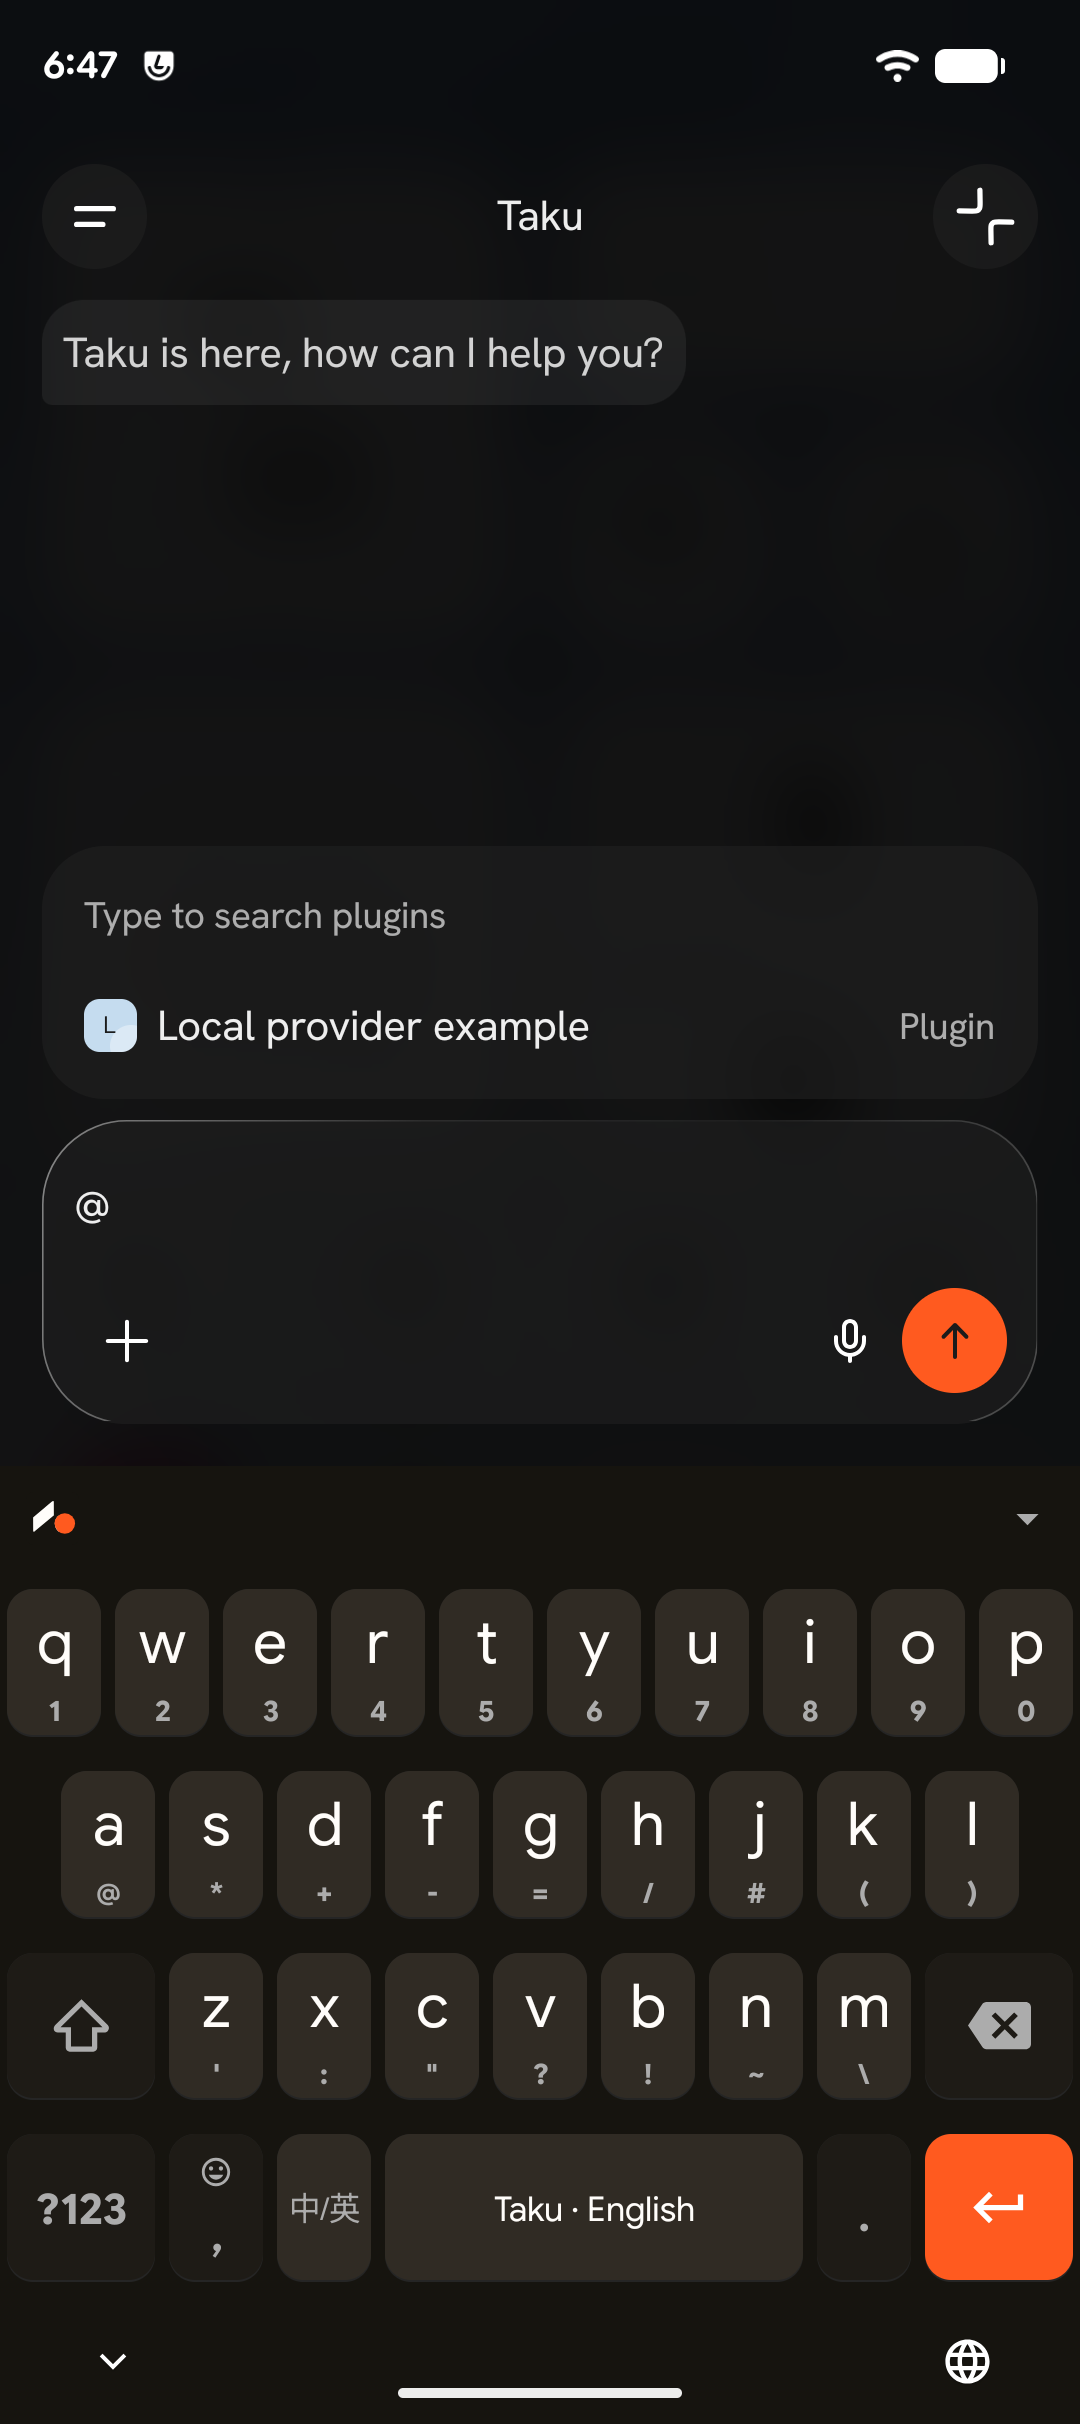 6:47
Taku
Taku is here, how can I help you?
Type to search plugins
L Local provider example Plugin
@
q w e r t y u i o p
1 2 3 4 5 6 7 8 9 0
a s d f g h j k l
@ * + - = / # ( )
z x c v b n m
' : " ? ! ~ \
?123 , 中/英 Taku · English .